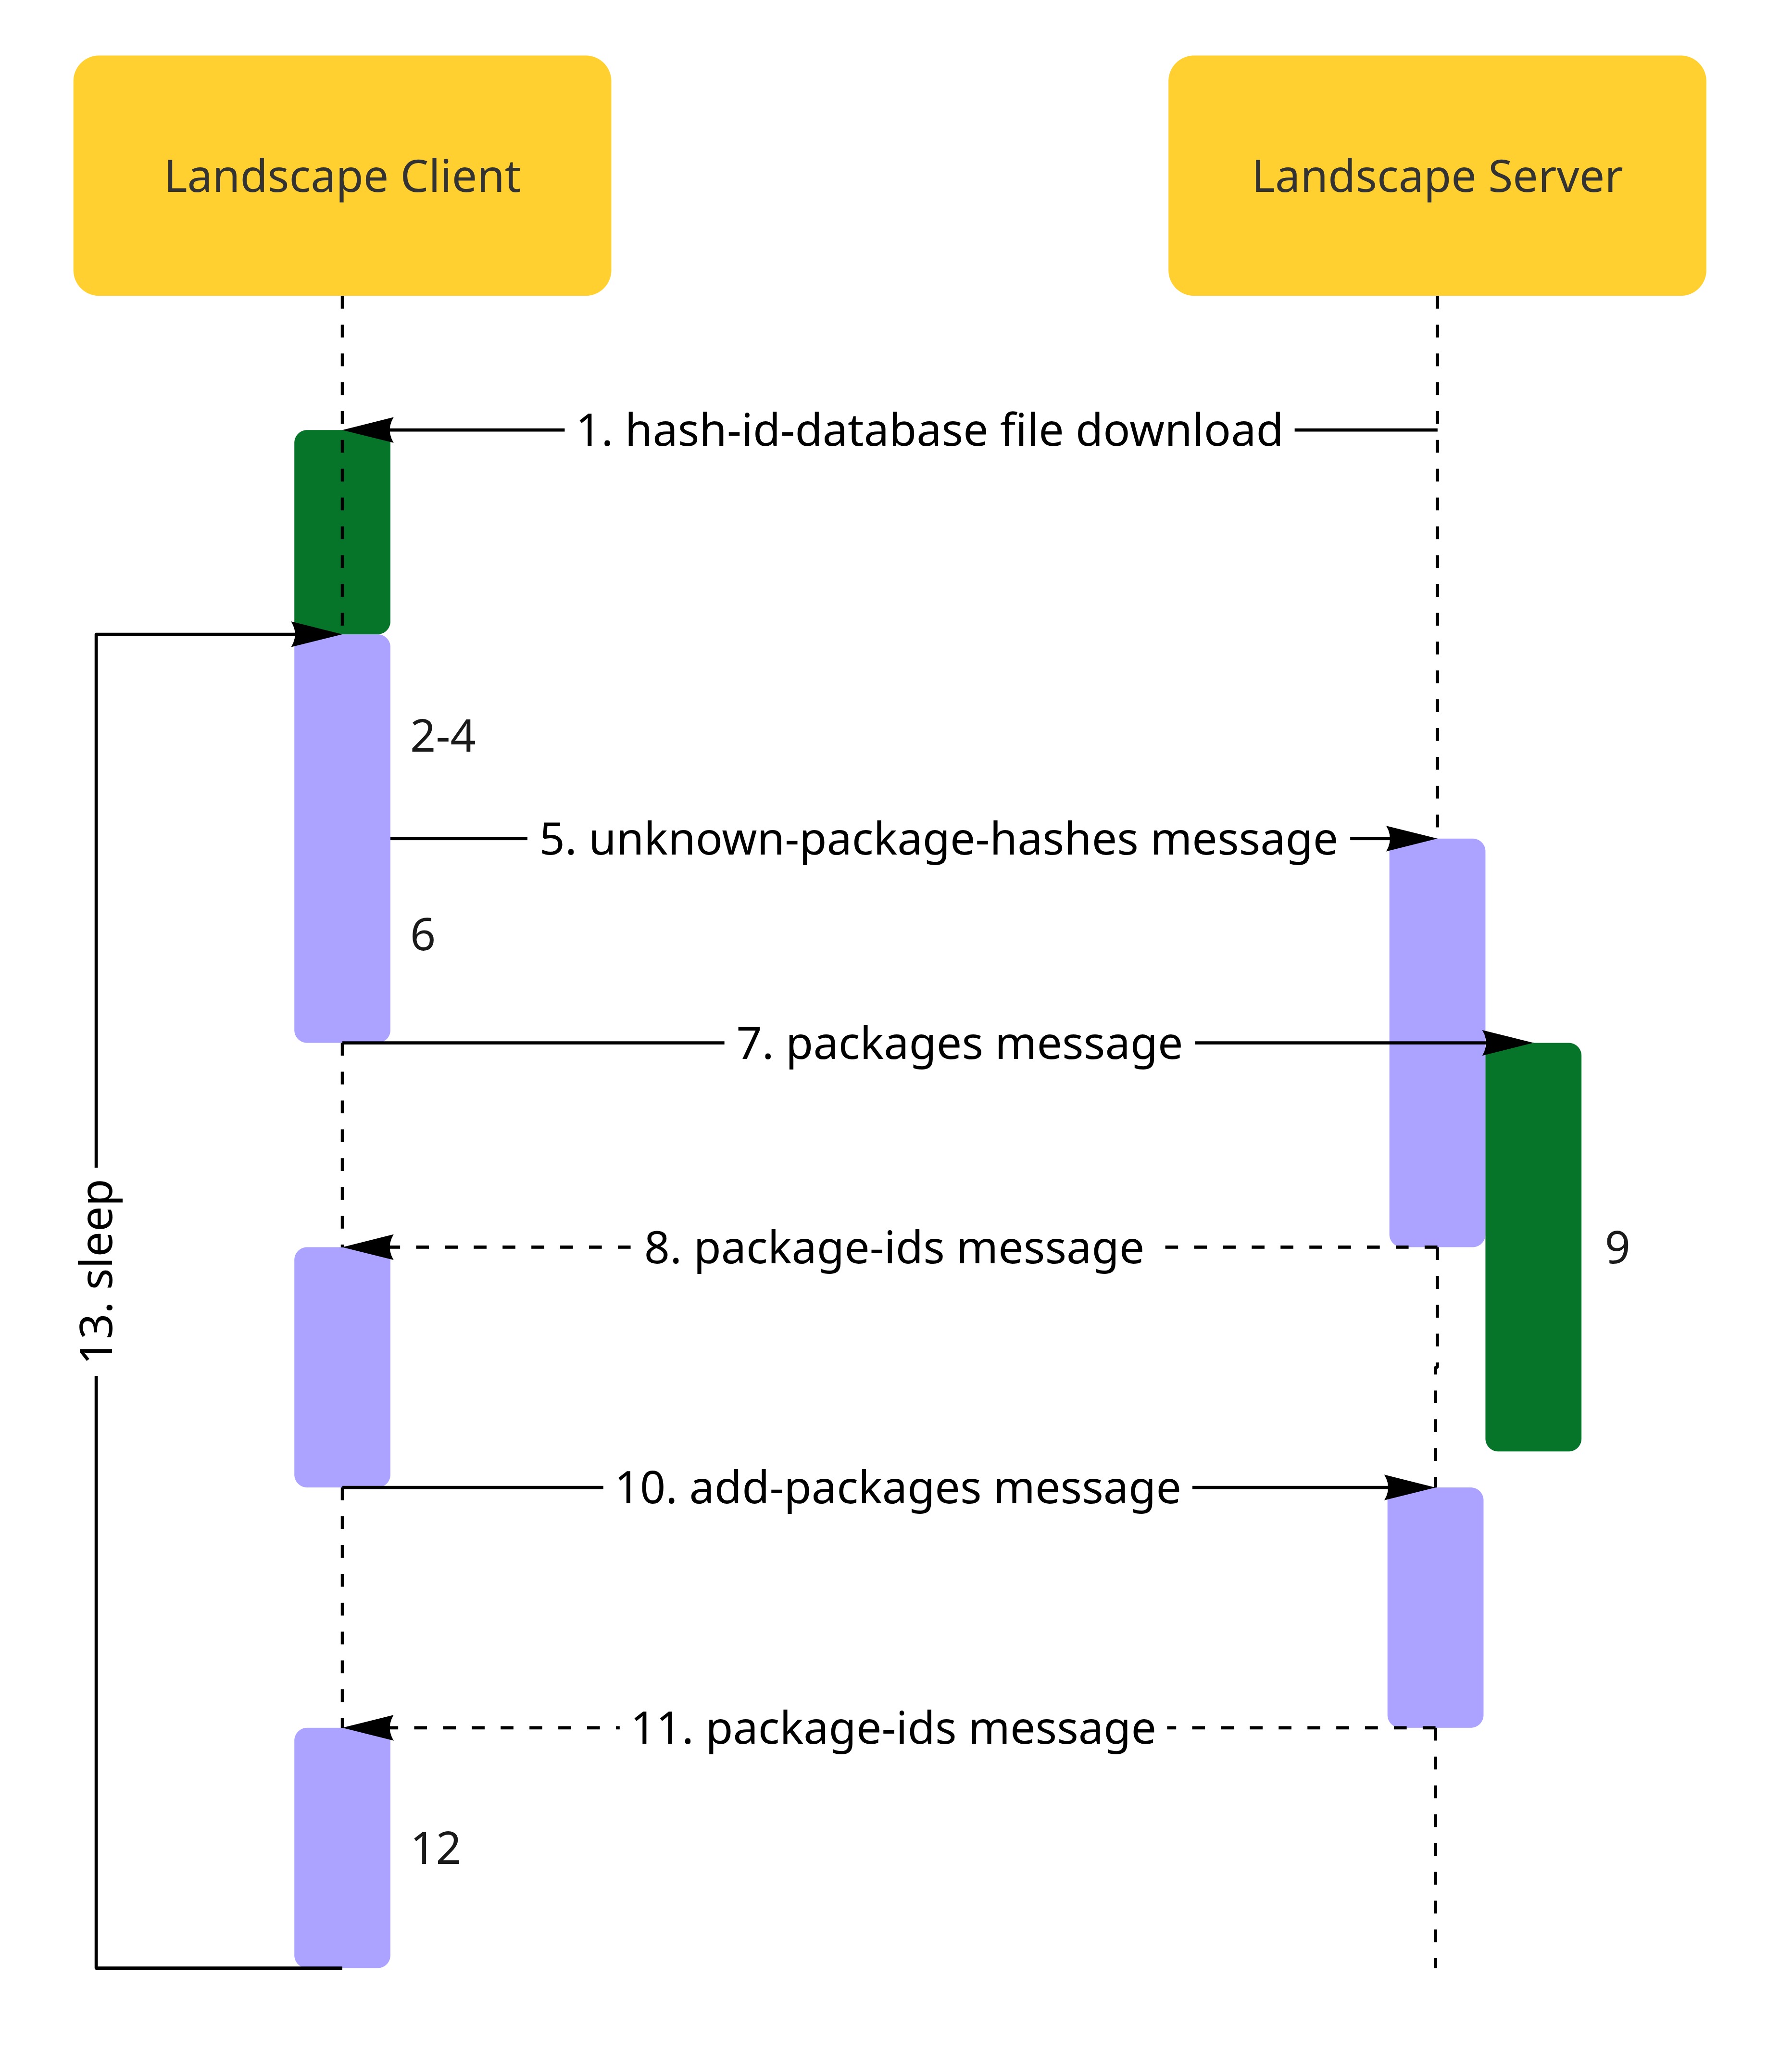 Landscape Client
Landscape Server
1. hash-id-database file download
2-4
5. unknown-package-hashes message
6
7. packages message
13. sleep
8. package-ids message
9
10. add-packages message
11. package-ids message
12